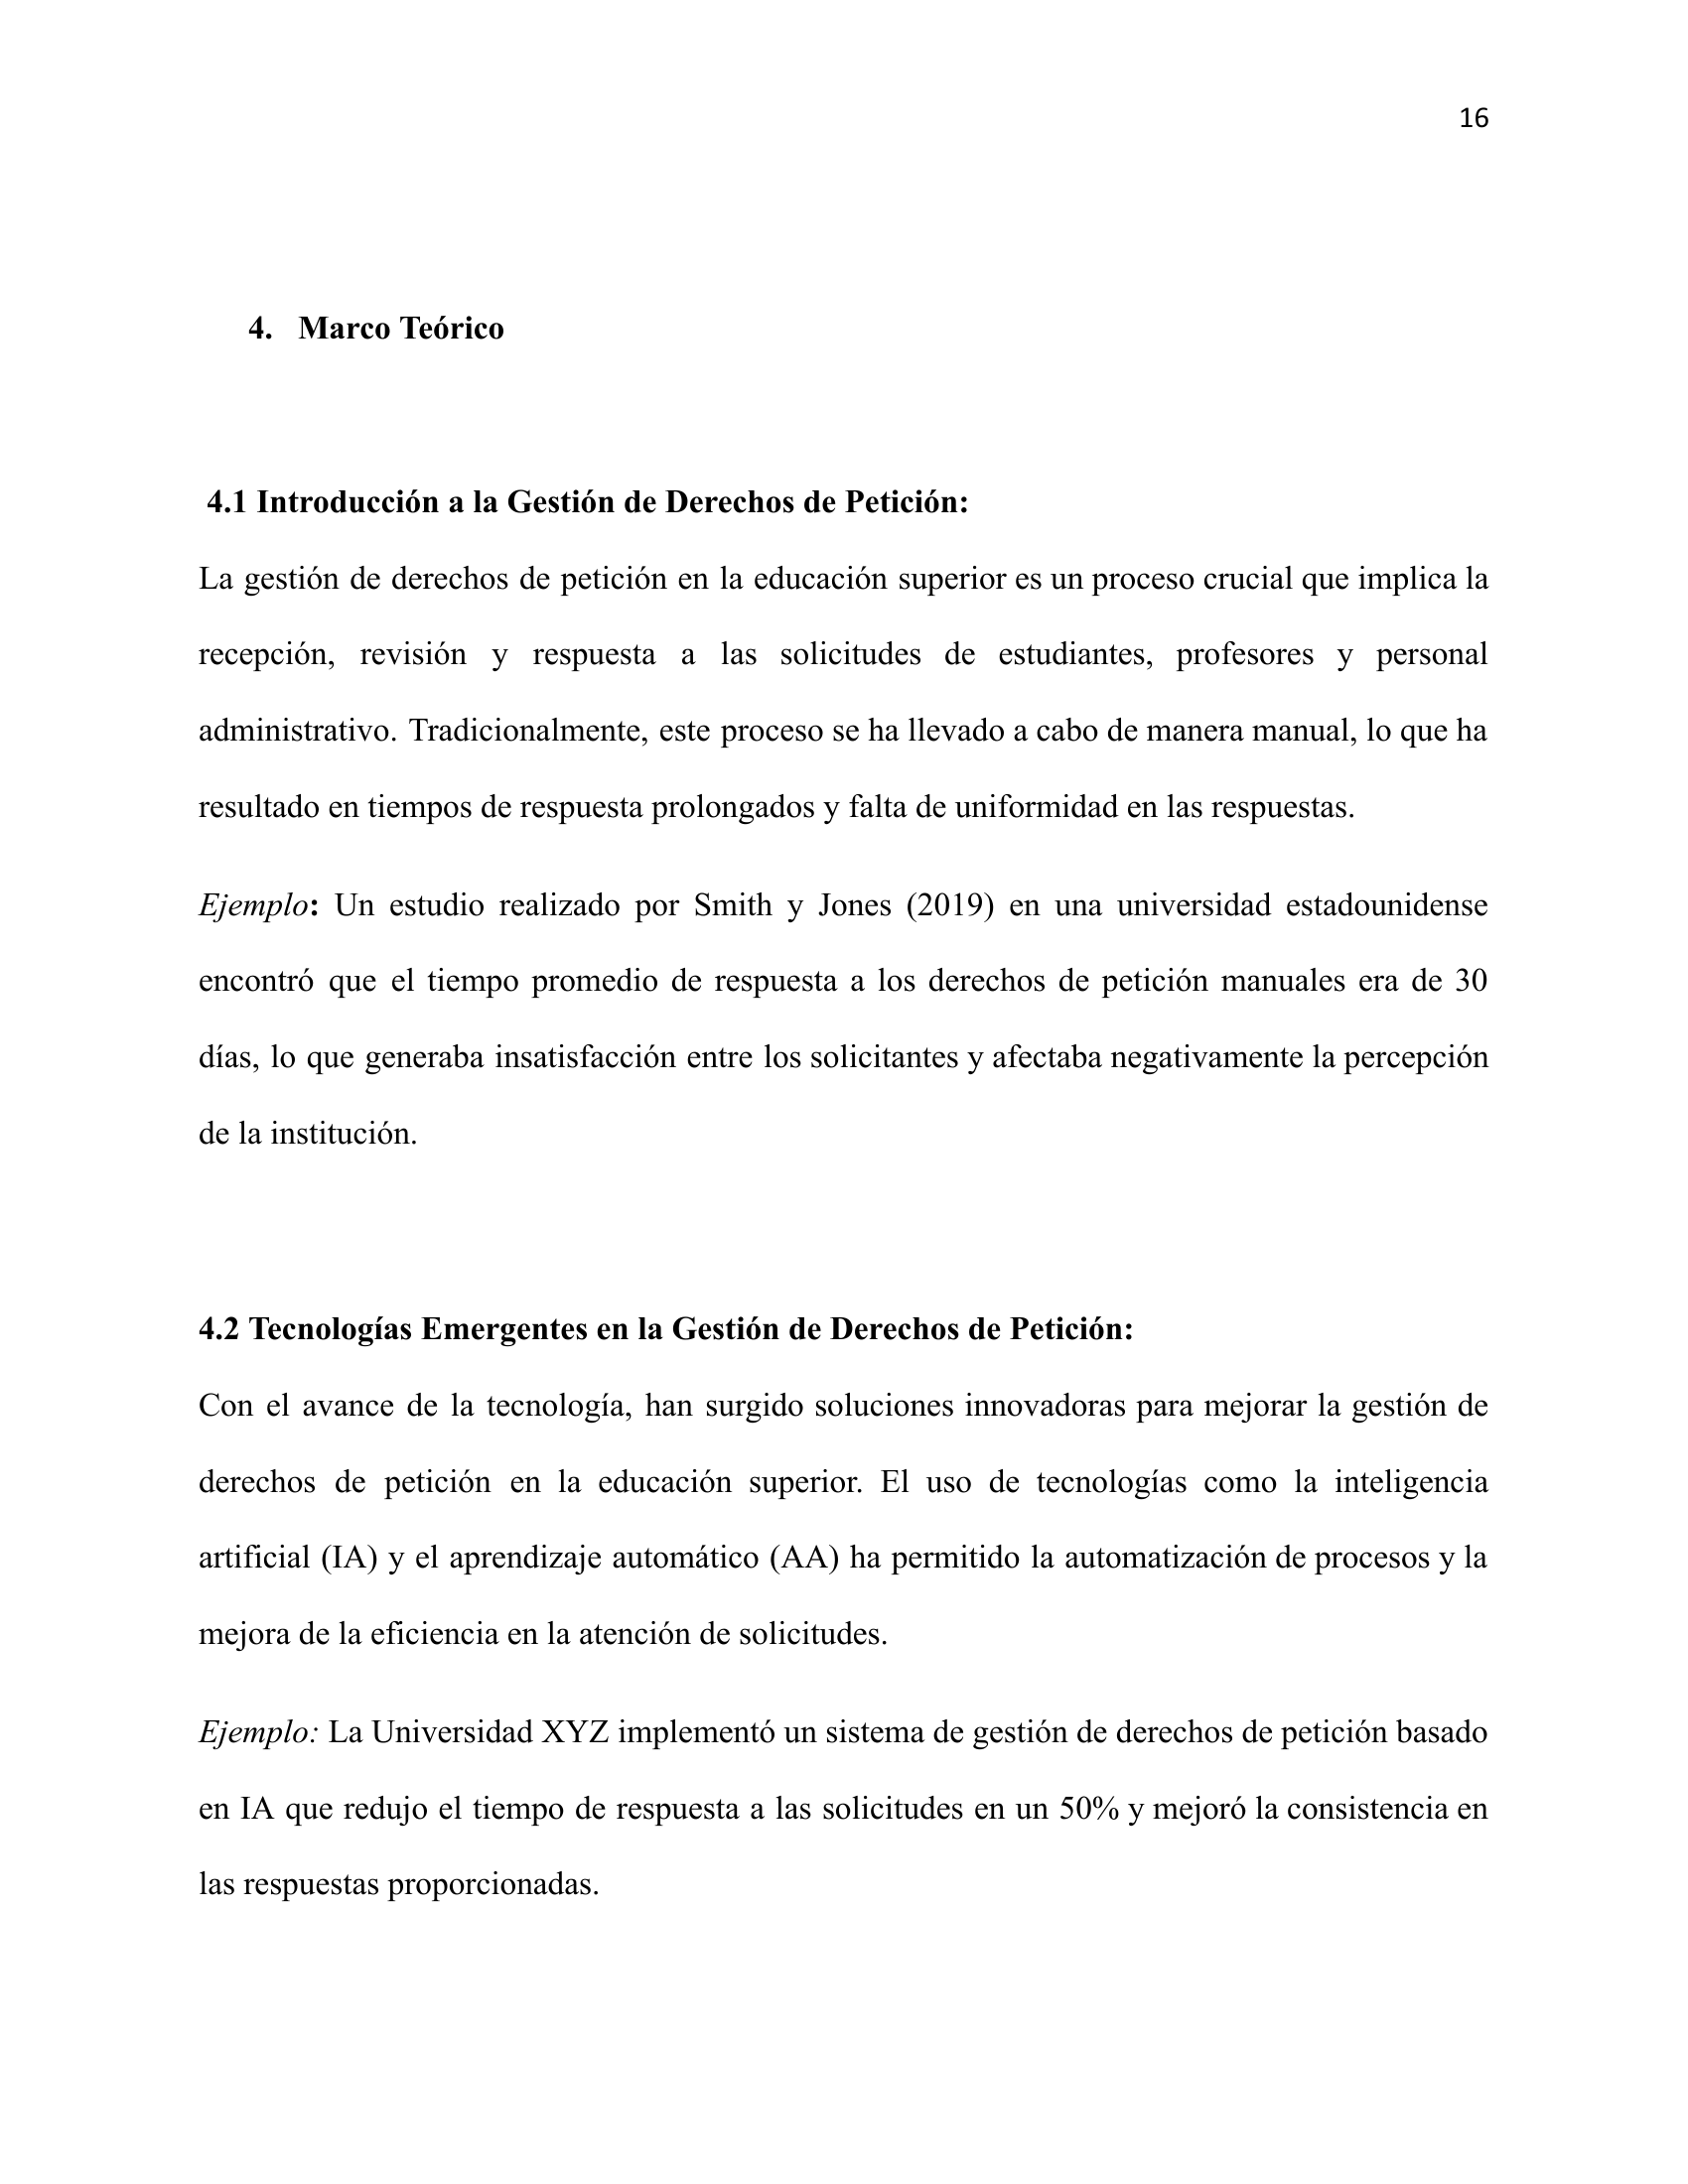 16
4. Marco Teórico
4.1 Introducción a la Gestión de Derechos de Petición:
La gestión de derechos de petición en la educación superior es un proceso crucial que implica la
recepción, revisión y respuesta a las solicitudes de estudiantes, profesores y personal
administrativo. Tradicionalmente, este proceso se ha llevado a cabo de manera manual, lo que ha
resultado en tiempos de respuesta prolongados y falta de uniformidad en las respuestas.
Ejemplo: Un estudio realizado por Smith y Jones (2019) en una universidad estadounidense
encontró que el tiempo promedio de respuesta a los derechos de petición manuales era de 30
días, lo que generaba insatisfacción entre los solicitantes y afectaba negativamente la percepción
de la institución.
4.2 Tecnologías Emergentes en la Gestión de Derechos de Petición:
Con el avance de la tecnología, han surgido soluciones innovadoras para mejorar la gestión de
derechos de petición en la educación superior. El uso de tecnologías como la inteligencia
artificial (IA) y el aprendizaje automático (AA) ha permitido la automatización de procesos y la
mejora de la eficiencia en la atención de solicitudes.
Ejemplo: La Universidad XYZ implementó un sistema de gestión de derechos de petición basado
en IA que redujo el tiempo de respuesta a las solicitudes en un 50% y mejoró la consistencia en
las respuestas proporcionadas.